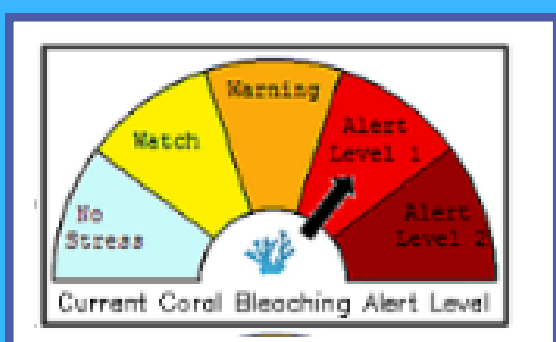 Warning
Watch
Alert
Level 1
No
Stress
Alert
Level 2
Current Coral Bleaching Alert Level